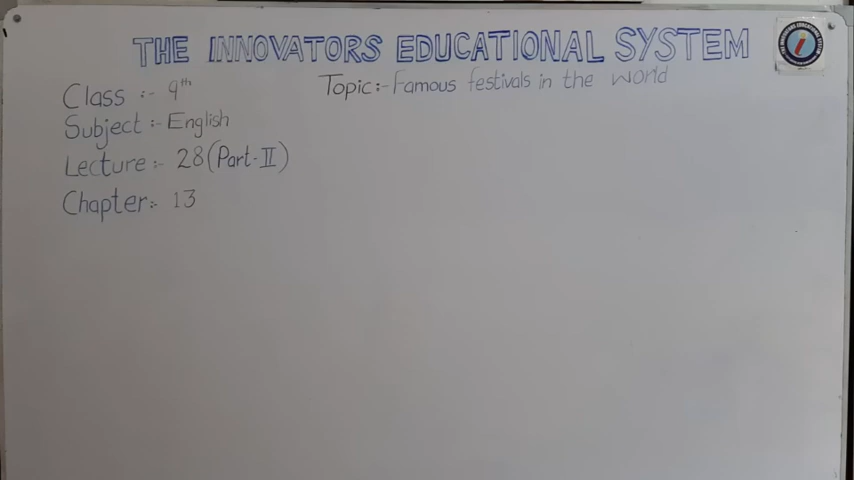 THE INNOVATORS EDUCATIONAL SYSTEM
Class :- 9th
Topic:- Famous festivals in the world
Subject :- English
Lecture :- 28 (Part-II)
Chapter:- 13